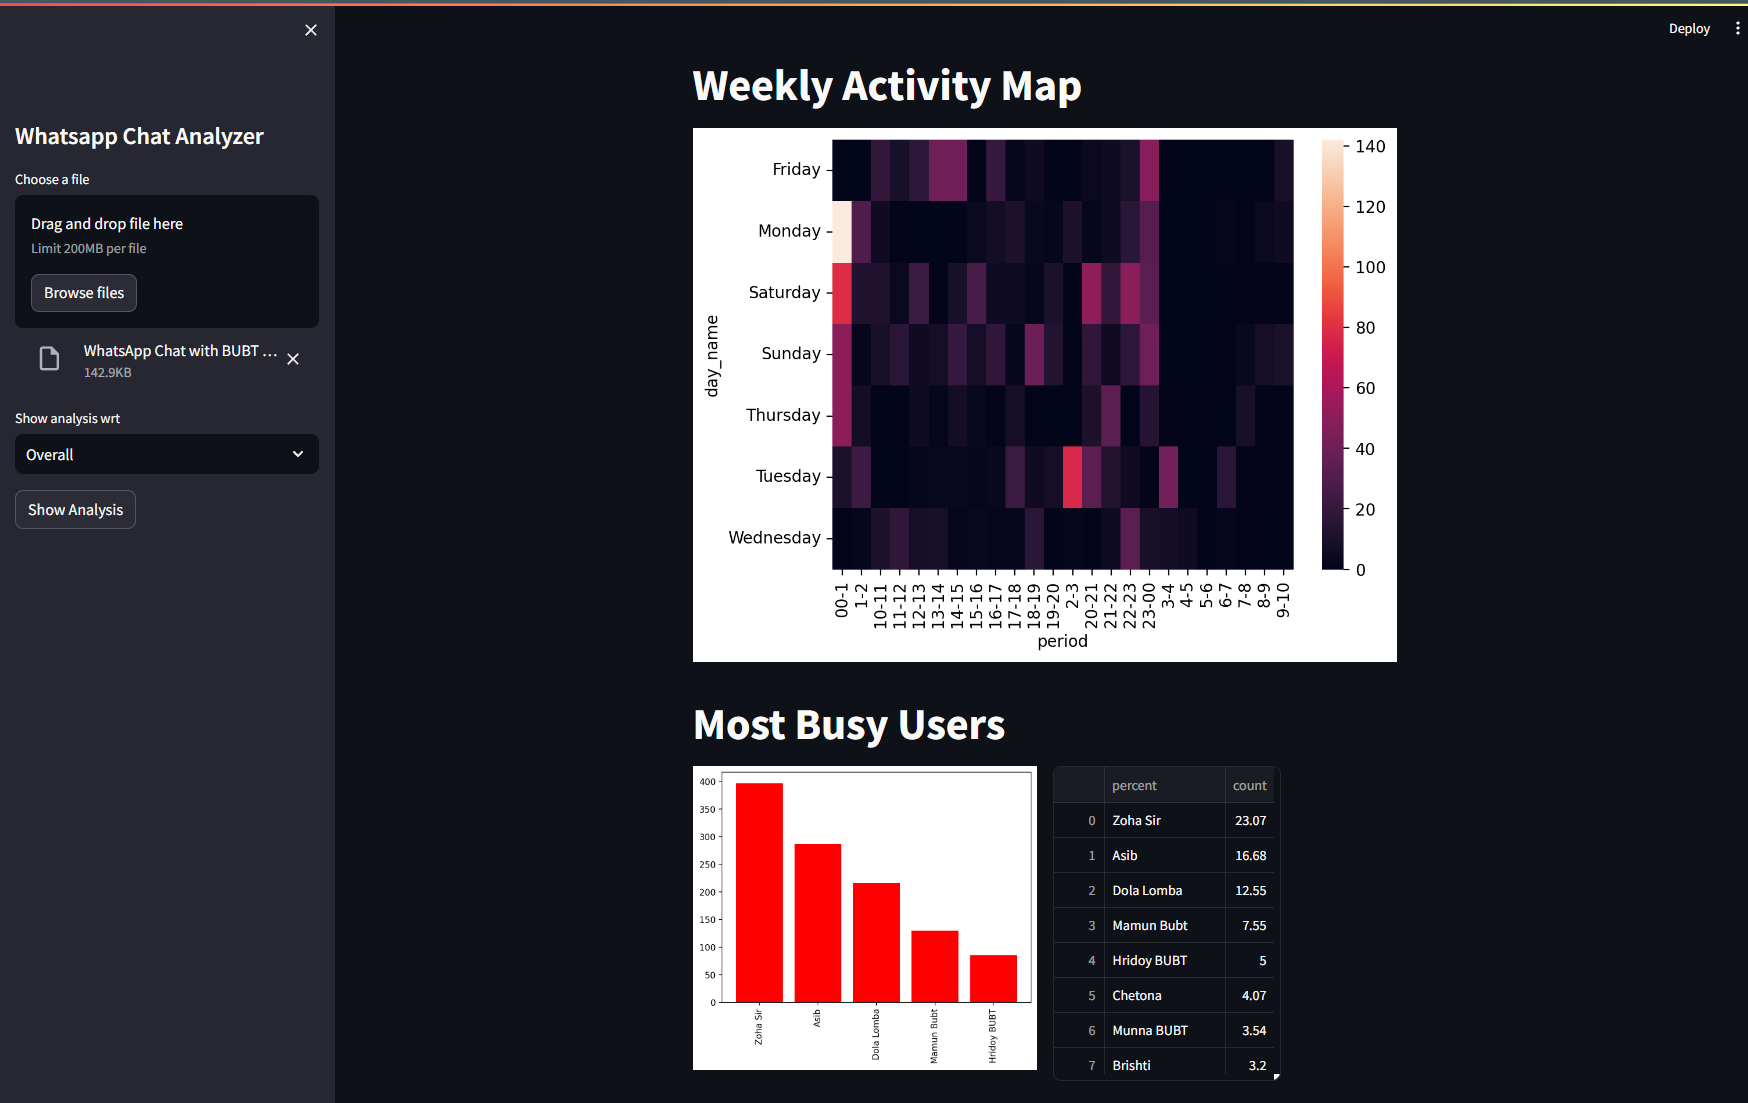 Deploy
Whatsapp Chat Analyzer
Choose a file
Drag and drop file here
Limit 200MB per file
Browse files
WhatsApp Chat with BUBT ...
142.9KB
Show analysis wrt
Overall
Show Analysis
Weekly Activity Map
day_name
Friday
Monday
Saturday
Sunday
Thursday
Tuesday
Wednesday
00-1
1-2
10-11
11-12
12-13
13-14
14-15
15-16
16-17
17-18
18-19
19-20
2-3
20-21
21-22
22-23
23-00
3-4
4-5
5-6
6-7
7-8
8-9
9-10
period
140
120
100
80
60
40
20
0
Most Busy Users
400
350
300
250
200
150
100
50
0
Zoha Sir
Asib
Dola Lomba
Mamun Bubt
Hridoy BUBT
percent count
0 Zoha Sir 23.07
1 Asib 16.68
2 Dola Lomba 12.55
3 Mamun Bubt 7.55
4 Hridoy BUBT 5
5 Chetona 4.07
6 Munna BUBT 3.54
7 Brishti 3.2